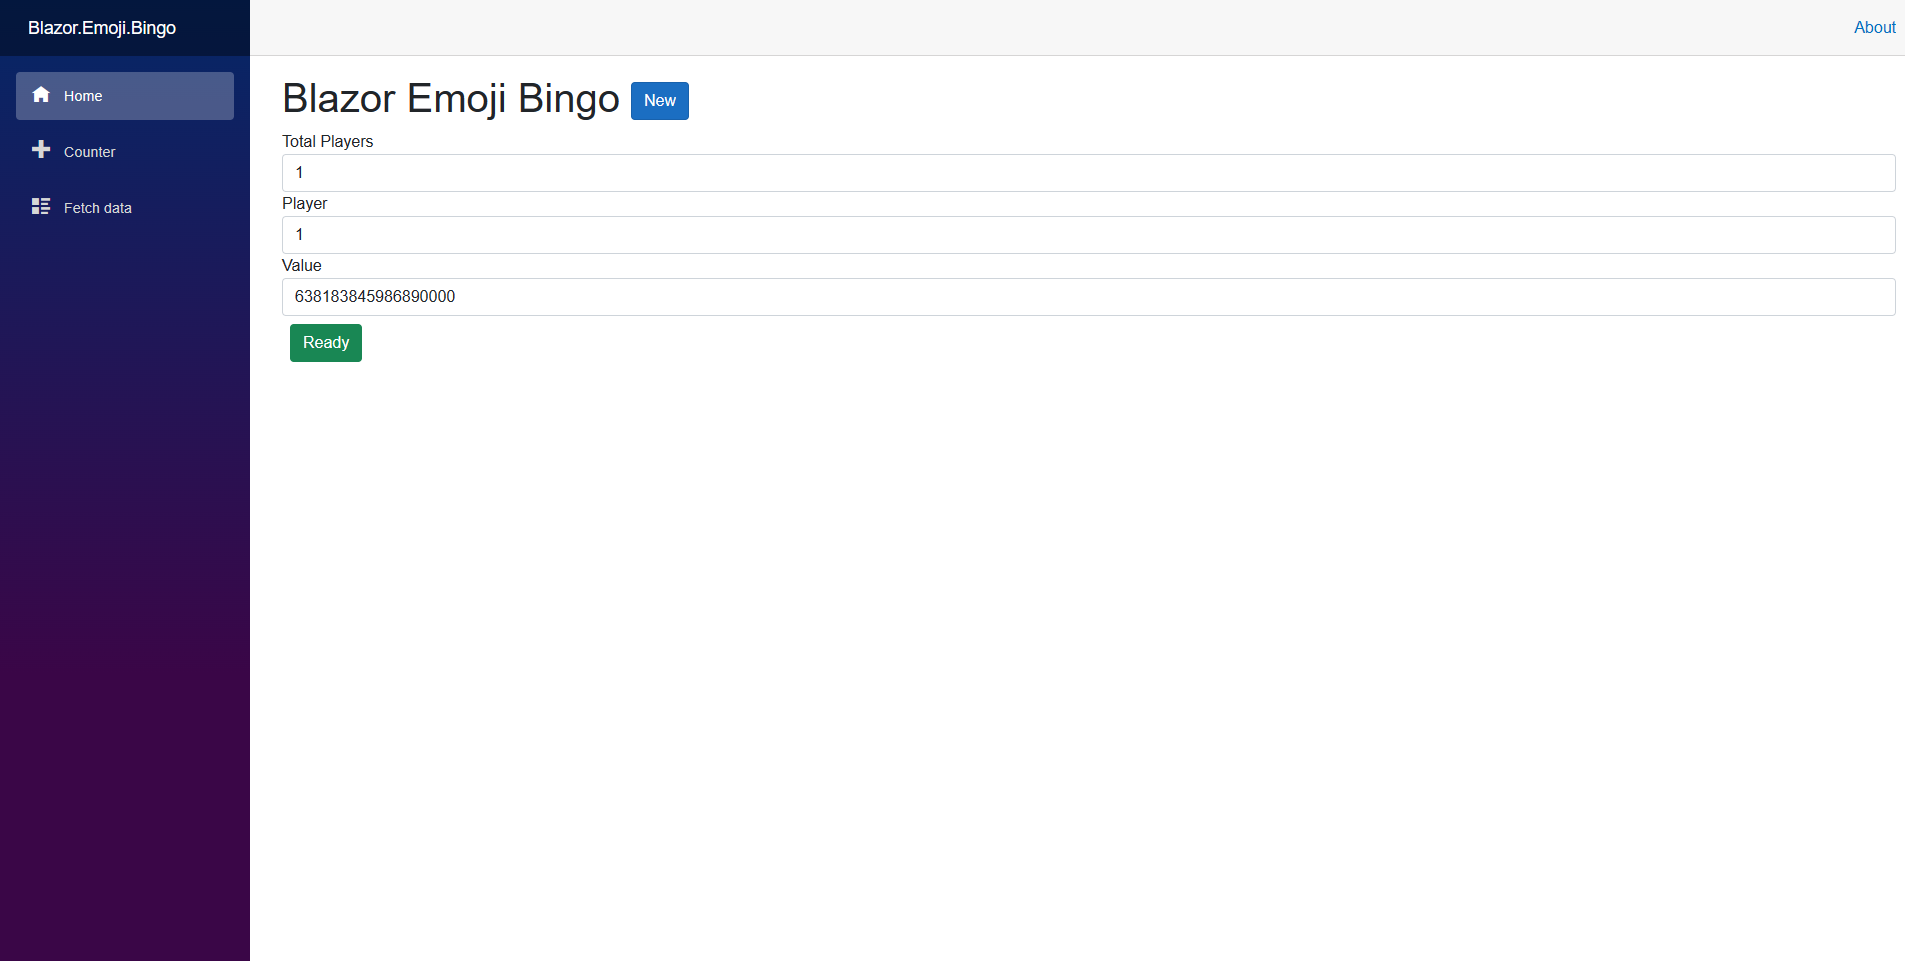 Blazor.Emoji.Bingo
About
Home
Counter
Fetch data
Blazor Emoji Bingo New
Total Players
1
Player
1
Value
638183845986890000
Ready